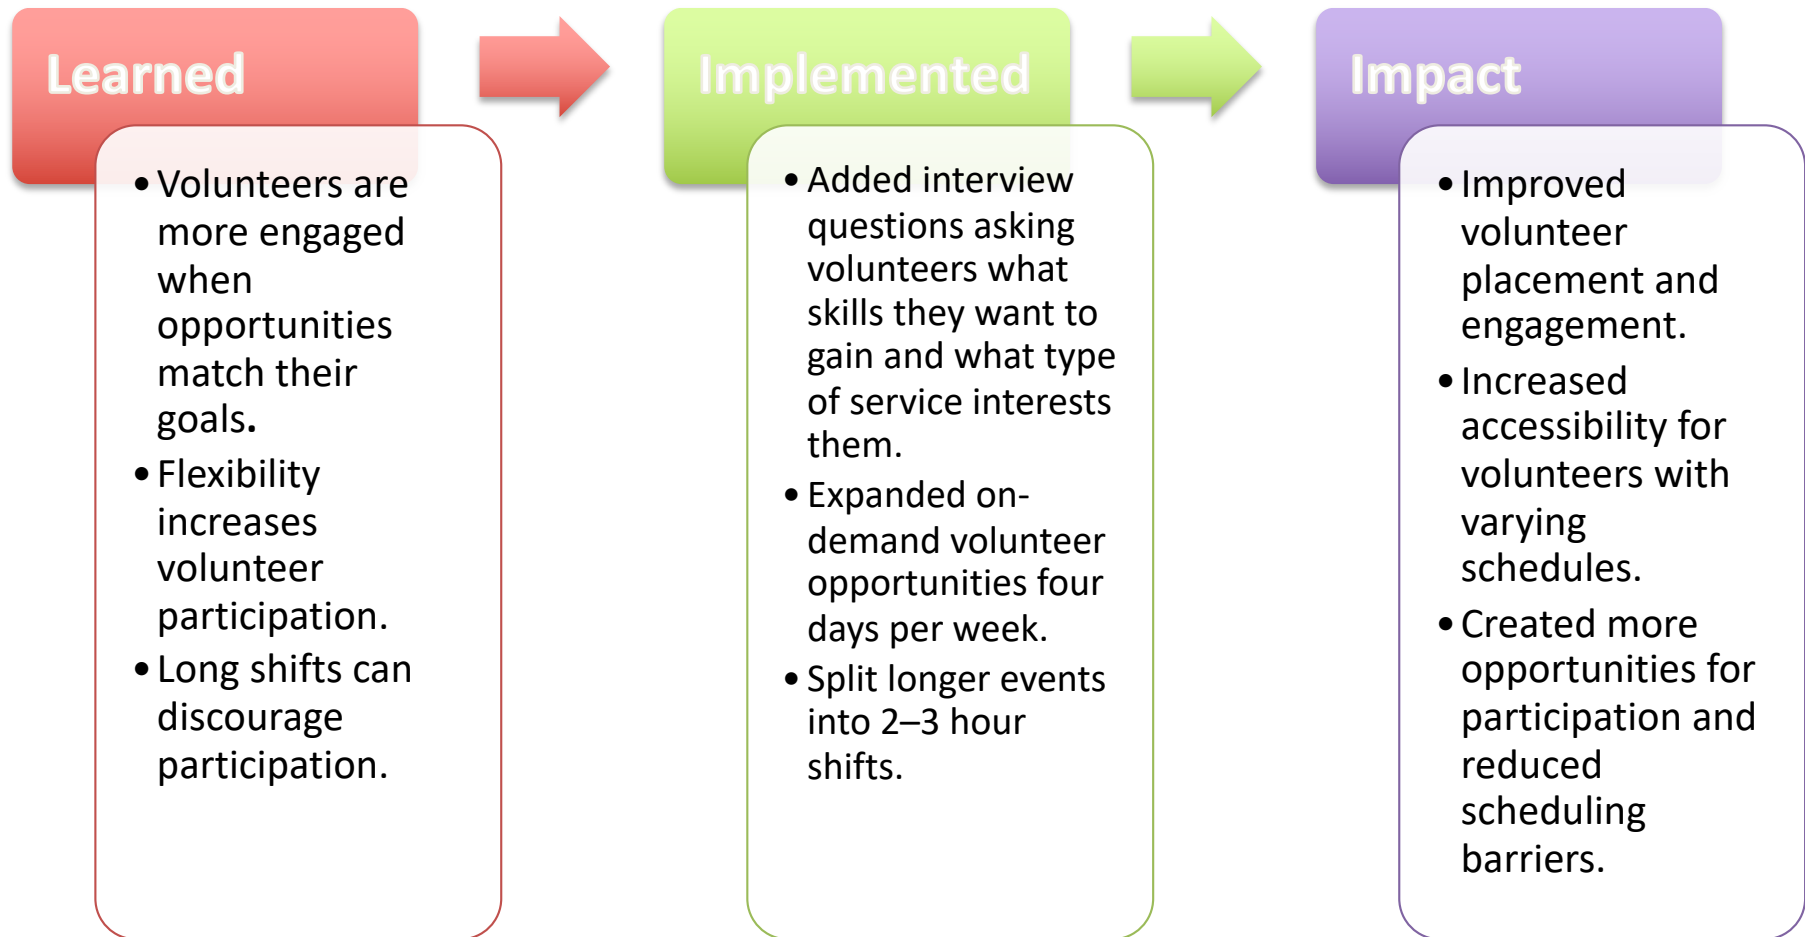 Learned
• Volunteers are
more engaged
when
opportunities
match their
goals.
• Flexibility
increases
volunteer
participation.
• Long shifts can
discourage
participation.
Implemented
• Added interview
questions asking
volunteers what
skills they want to
gain and what type
of service interests
them.
• Expanded on-
demand volunteer
opportunities four
days per week.
• Split longer events
into 2–3 hour
shifts.
Impact
• Improved
volunteer
placement and
engagement.
• Increased
accessibility for
volunteers with
varying
schedules.
• Created more
opportunities for
participation and
reduced
scheduling
barriers.